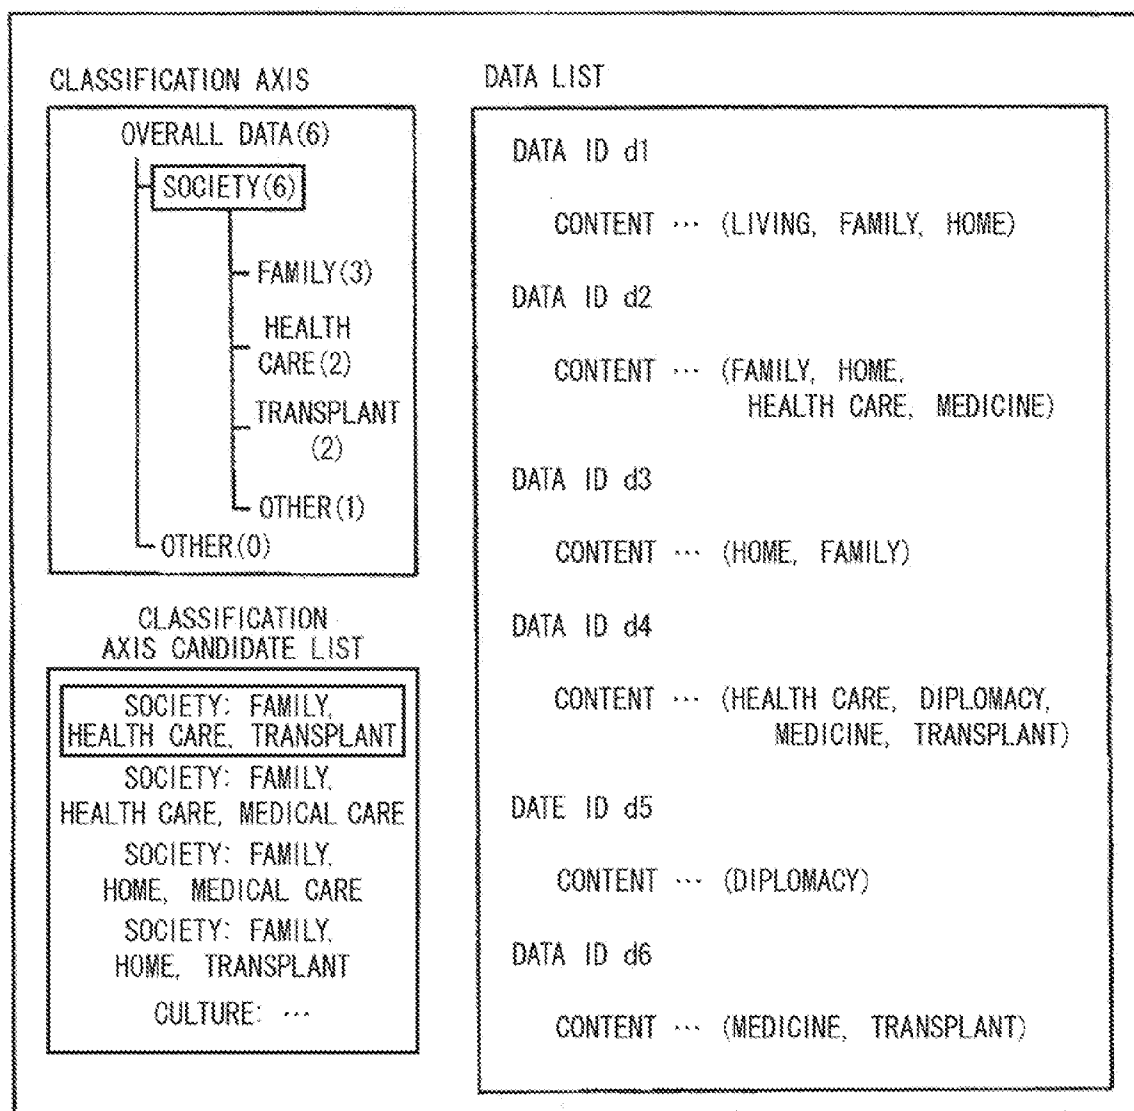 CLASSIFICATION AXIS
OVERALL DATA(6)
SOCIETY(6)
FAMILY(3)
HEALTH
CARE(2)
TRANSPLANT
(2)
OTHER(1)
OTHER(0)
CLASSIFICATION
AXIS CANDIDATE LIST
SOCIETY: FAMILY,
HEALTH CARE, TRANSPLANT
SOCIETY: FAMILY,
HEALTH CARE, MEDICAL CARE
SOCIETY: FAMILY,
HOME, MEDICAL CARE
SOCIETY: FAMILY,
HOME, TRANSPLANT
CULTURE: ···
DATA LIST
DATA ID d1
CONTENT ··· (LIVING, FAMILY, HOME)
DATA ID d2
CONTENT ··· (FAMILY, HOME,
HEALTH CARE, MEDICINE)
DATA ID d3
CONTENT ··· (HOME, FAMILY)
DATA ID d4
CONTENT ··· (HEALTH CARE, DIPLOMACY,
MEDICINE, TRANSPLANT)
DATE ID d5
CONTENT ··· (DIPLOMACY)
DATA ID d6
CONTENT ··· (MEDICINE, TRANSPLANT)